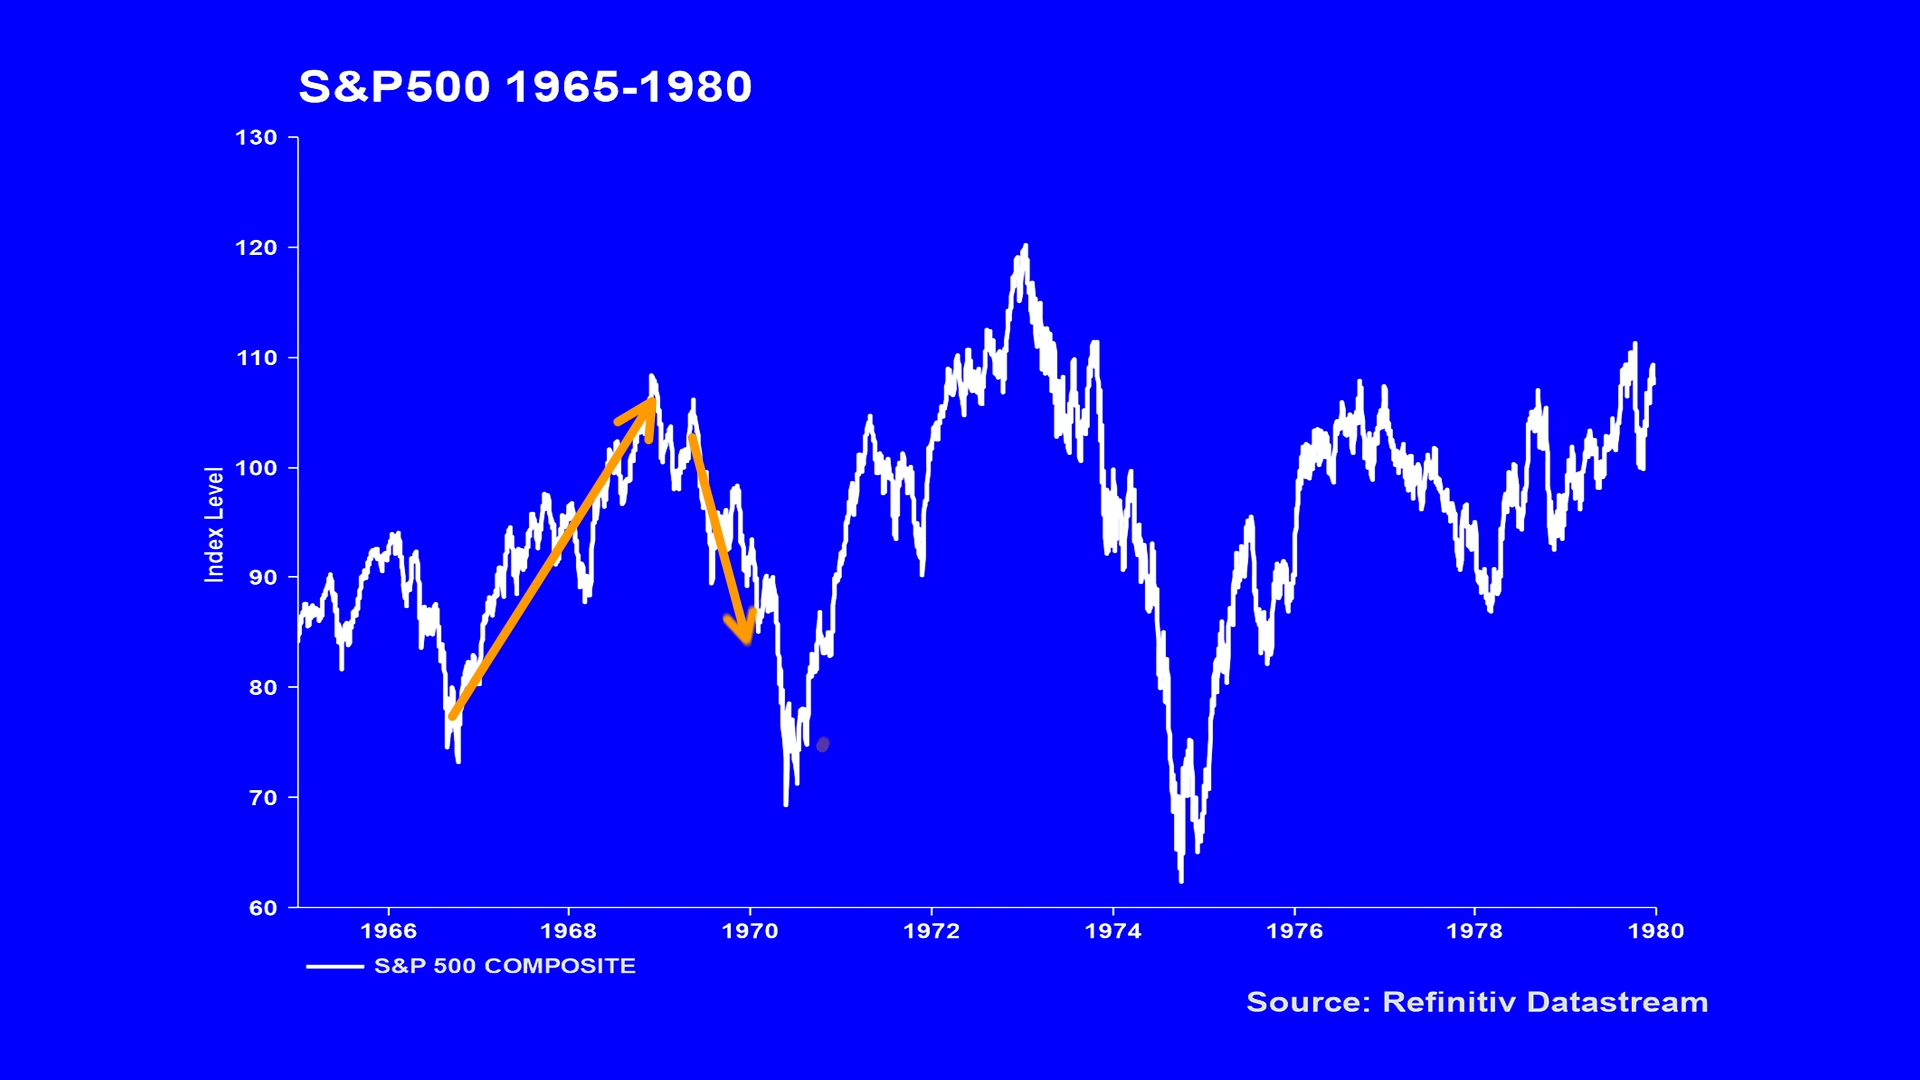 S&P500 1965-1980
130
120
110
100
90
80
70
60
Index Level
1966 1968 1970 1972 1974 1976 1978 1980
S&P 500 COMPOSITE
Source: Refinitiv Datastream